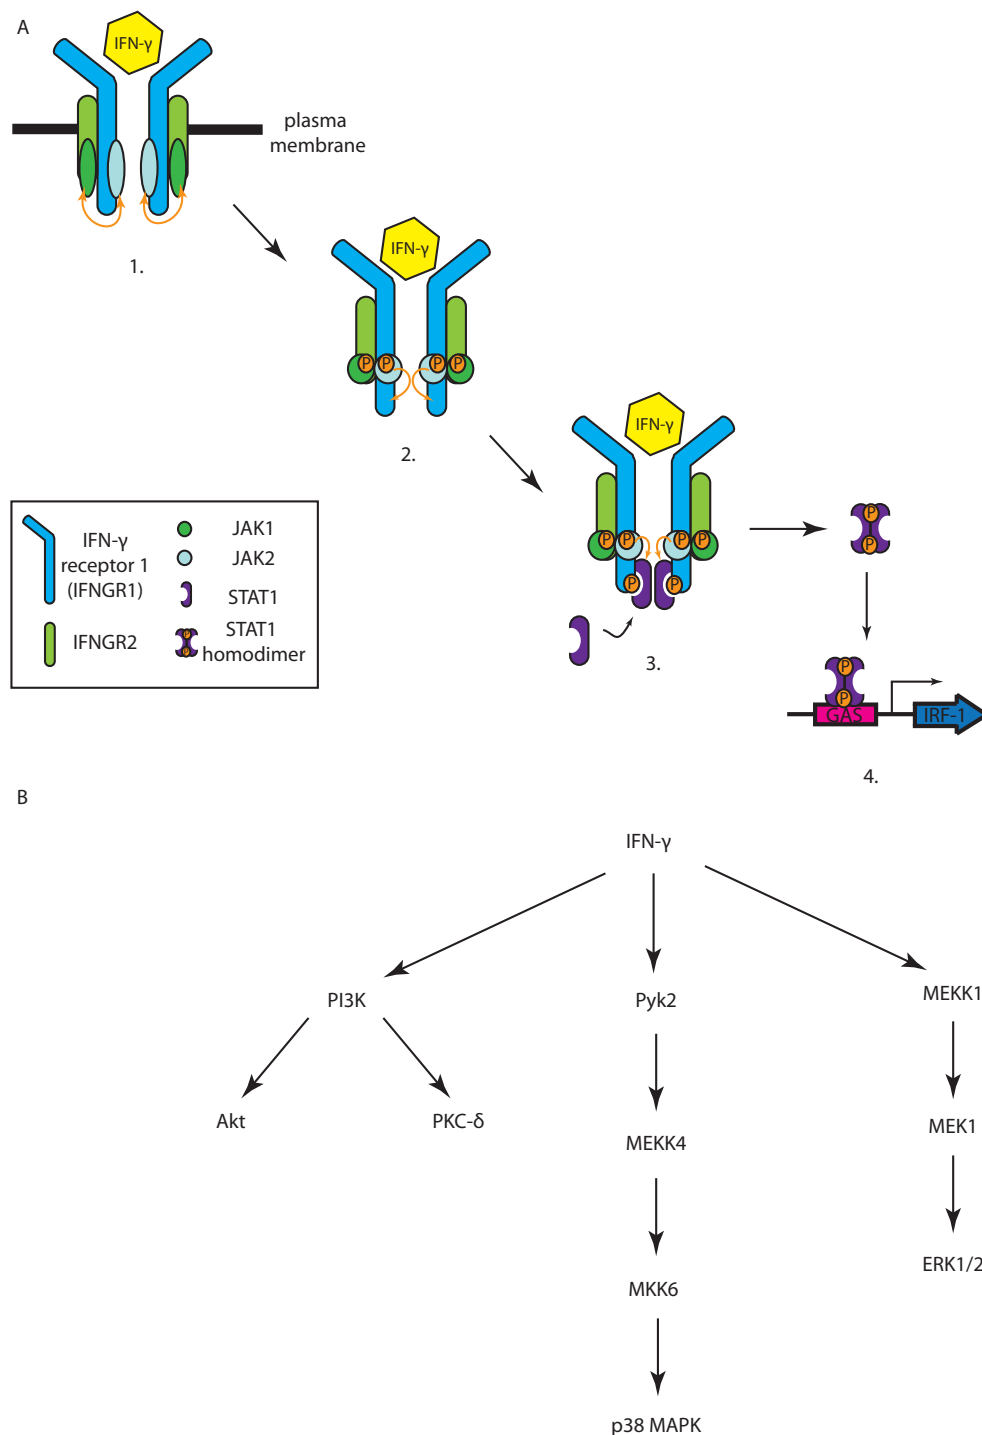 A
IFN-γ
plasma
membrane
1.
IFN-γ
P
P
P
P
2.
IFN-γ
P
P
P
P
P
P
3.
P
P
P
P
GAS
IRF-1
4.
IFN-γ
receptor 1
(IFNGR1)
IFNGR2
JAK1
JAK2
STAT1
P
P
STAT1
homodimer
B
IFN-γ
PI3K
Pyk2
MEKK1
Akt
PKC-δ
MEKK4
MEK1
MKK6
ERK1/2
p38 MAPK